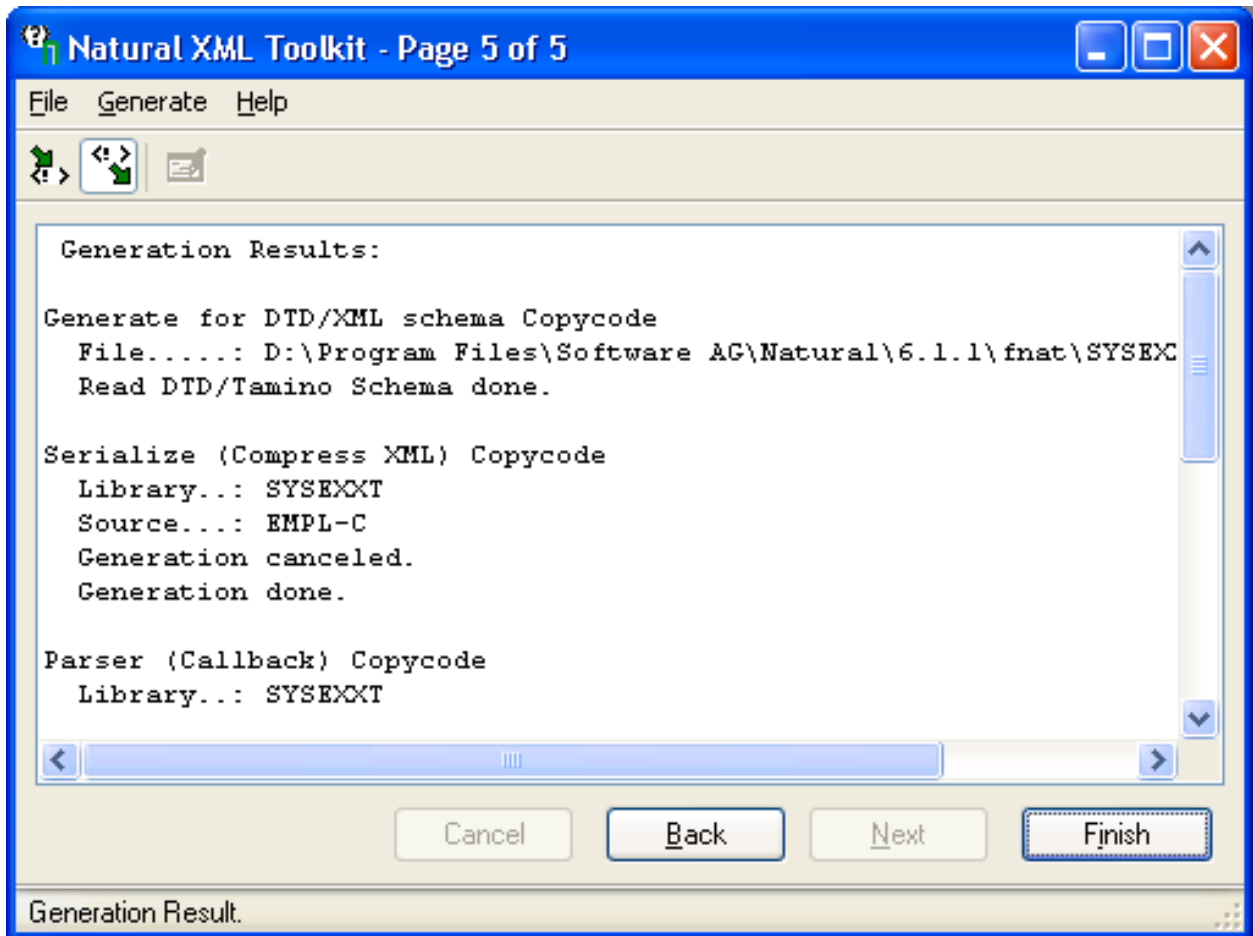 Natural XML Toolkit - Page 5 of 5
File Generate Help
Generation Results:
Generate for DTD/XML schema Copycode
File.....: D:\Program Files\Software AG\Natural\6.1.1\fnat\SYSEX
Read DTD/Tamino Schema done.
Serialize (Compress XML) Copycode
Library..: SYSEXXT
Source...: EMPL-C
Generation canceled.
Generation done.
Parser (Callback) Copycode
Library..: SYSEXXT
Cancel Back Next Finish
Generation Result.